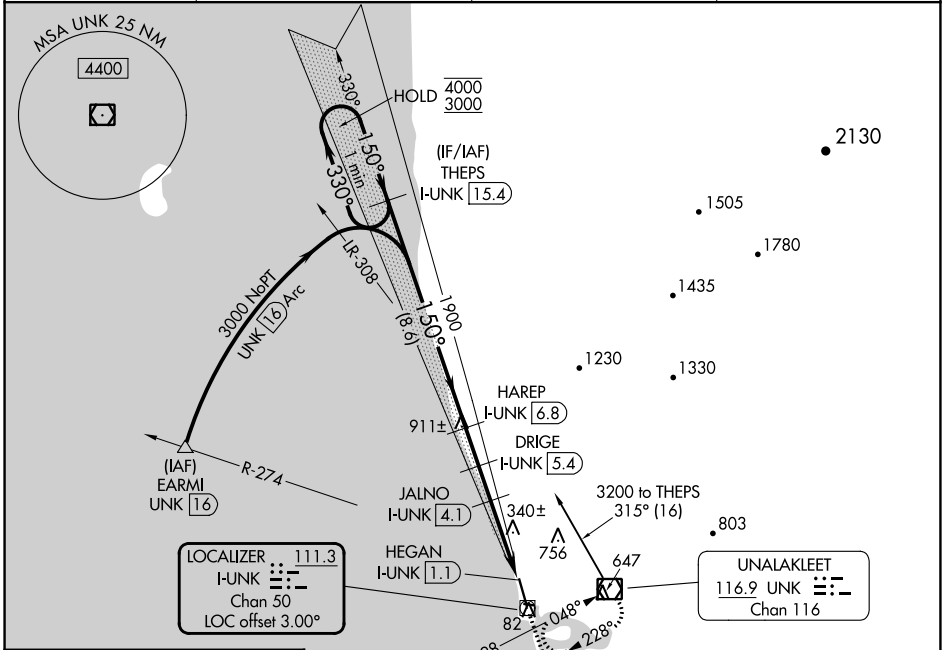 MSA UNK 25 NM
4400
330°
HOLD 4000
3000
150°
1 min
330°
(IF/IAF)
THEPS
I-UNK 15.4
2130
1505
1780
1435
1230
1330
LR-308
3000 NoPT
UNK 16 Arc
1900
150°
(8.6)
HAREP
I-UNK 6.8
911±
DRIGE
I-UNK 5.4
R-274
(IAF)
EARMI
UNK 16
JALNO
I-UNK 4.1
340±
756
3200 to THEPS
315° (16)
803
HEGAN
I-UNK 1.1
647
LOCALIZER 111.3
I-UNK
Chan 50
LOC offset 3.00°
UNALAKLEET
116.9 UNK
Chan 116
82
048°
228°